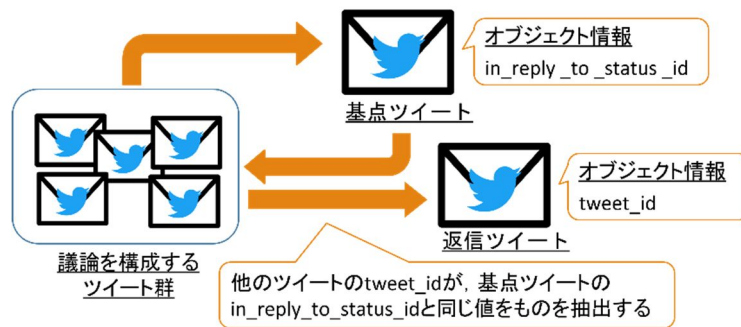 オブジェクト情報
in_reply _to _status _id
基点ツイート
オブジェクト情報
tweet_id
返信ツイート
議論を構成する
ツイート群
他のツイートのtweet_idが，基点ツイートの
in_reply_to_status_idと同じ値をものを抽出する